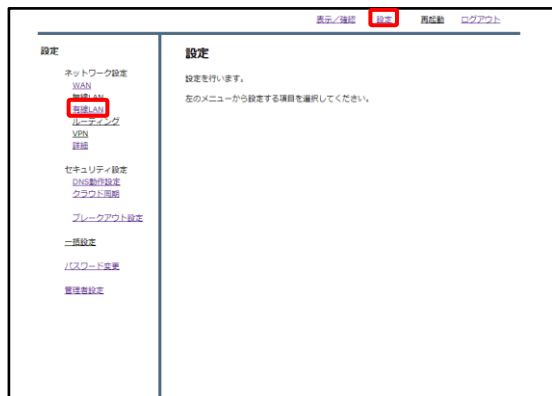 表示／確認 設定 再起動 ログアウト
設定
ネットワーク設定
WAN
無線LAN
有線LAN
ルーティング
VPN
詳細
セキュリティ設定
DNS動作設定
クラウド同期
ブレークアウト設定
一括設定
パスワード変更
管理者設定
設定
設定を行います。
左のメニューから設定する項目を選択してください。